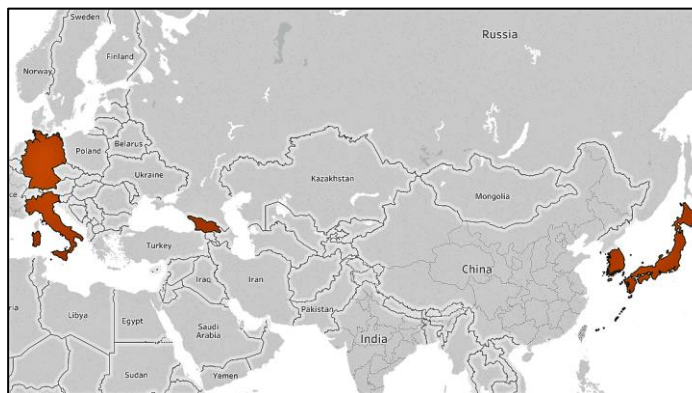 Sweden
Russia
Finland
Norway
Poland
Belarus
Ukraine
Kazakhstan
Mongolia
Turkey
China
Iraq
Iran
Pakistan
Libya
Egypt
Saudi
Arabia
India
Sudan
Yemen